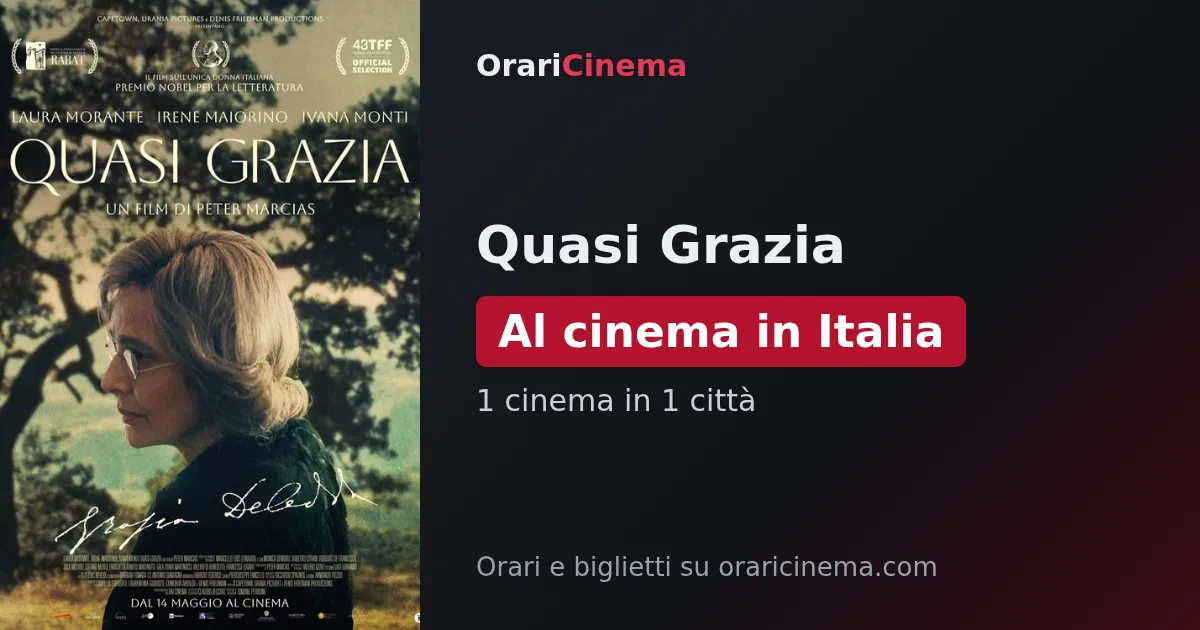 CAPETOWN, URANIA PICTURES E DENIS FRIEDMAN PRODUCTIONS
PRESENTANO
RABAT
43TFF
OFFICIAL
SELECTION
IL FILM SULL'UNICA DONNA ITALIANA
PREMIO NOBEL PER LA LETTERATURA
LAURA MORANTE IRENE MAIORINO IVANA MONTI
QUASI GRAZIA
UN FILM DI PETER MARCIAS
Grazia Deledda
DAL 14 MAGGIO AL CINEMA
OrariCinema
Quasi Grazia
Al cinema in Italia
1 cinema in 1 città
Orari e biglietti su oraricinema.com